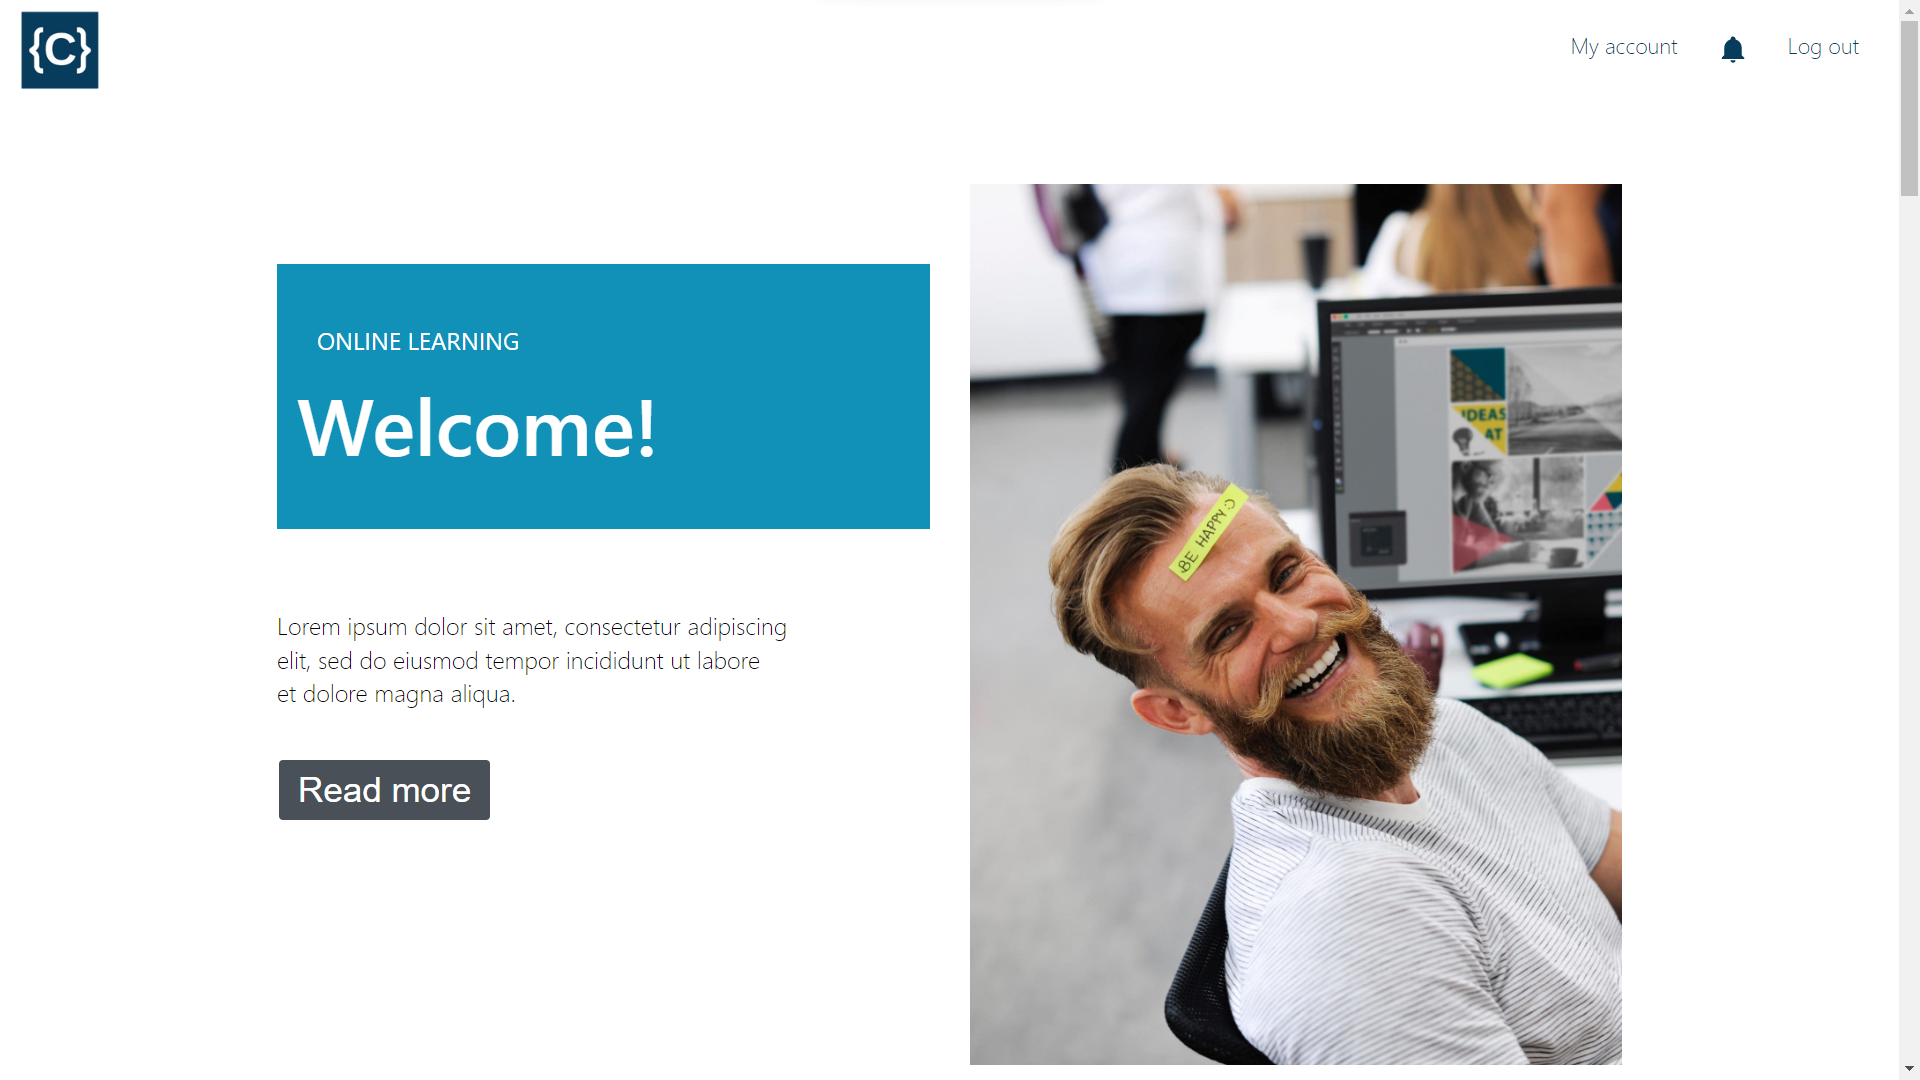 {C}
My account
Log out
ONLINE LEARNING
Welcome!
Lorem ipsum dolor sit amet, consectetur adipiscing
elit, sed do eiusmod tempor incididunt ut labore
et dolore magna aliqua.
Read more
IDEAS
AT
BE HAPPY